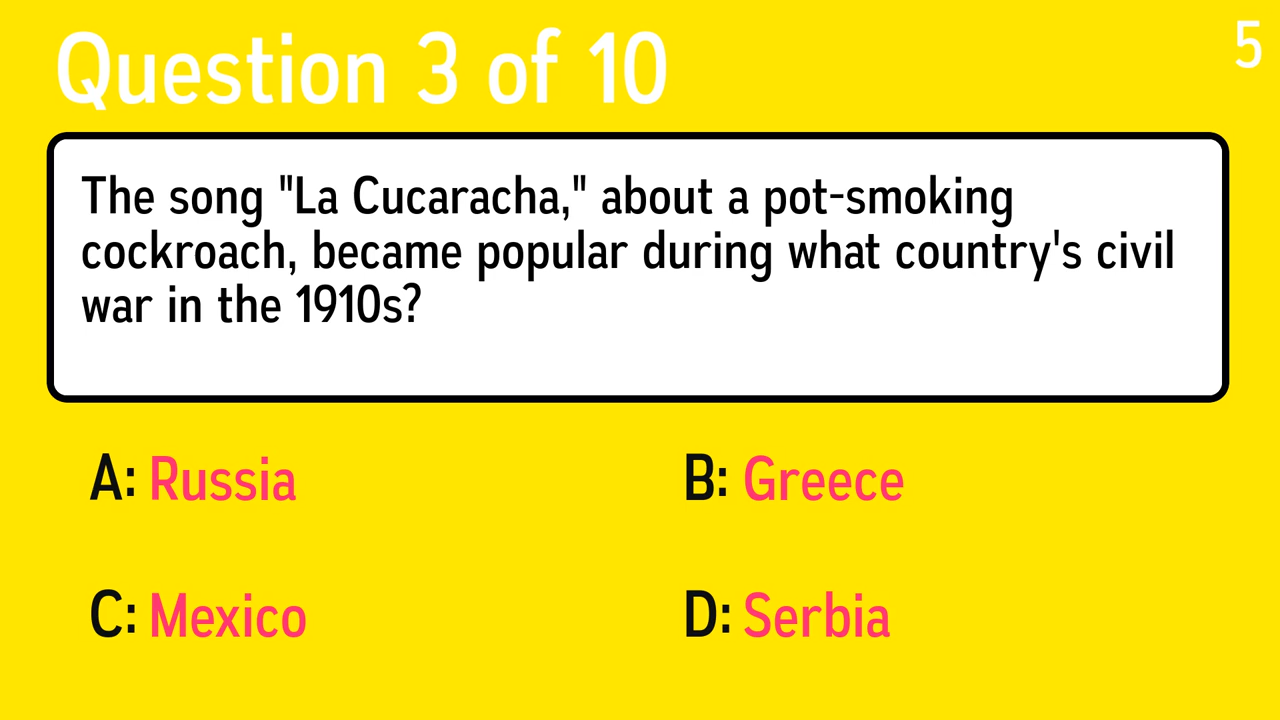 Question 3 of 10
5
The song "La Cucaracha," about a pot-smoking
cockroach, became popular during what country's civil
war in the 1910s?
A: Russia
B: Greece
C: Mexico
D: Serbia